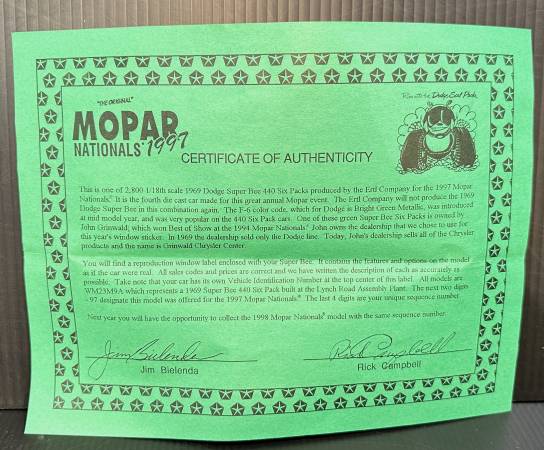 "THE ORIGINAL"
Run with the Dodge Scat Pack
MOPAR
NATIONALS® 1997
CERTIFICATE OF AUTHENTICITY
This is one of 2,800 1/18th scale 1969 Dodge Super Bee 440 Six Packs produced by the Ertl Company for the 1997 Mopar
Nationals.® It is the fourth die cast car made for this great annual Mopar event. The Ertl Company will not produce the 1969
Dodge Super Bee in this combination again. The F-6 color code, which for Dodge is Bright Green Metallic, was introduced
at mid model year, and was very popular on the 440 Six Pack cars. One of these green Super Bee Six Packs is owned by
John Grinwald, which won Best of Show at the 1994 Mopar Nationals.® John owns the dealership that we chose to use for
this year's window sticker. In 1969 the dealership sold only the Dodge line. Today, John's dealership sells all of the Chrysler
products and the name is Grinwald Chrysler Center.
You will find a reproduction window label enclosed with your Super Bee. It contains the features and options on the model
as if the car were real. All sales codes and prices are correct and we have written the description of each as accurately as
possible. Take note that your car has its own Vehicle Identification Number at the top center of this label. All models are
WM23M9A which represents a 1969 Super Bee 440 Six Pack built at the Lynch Road Assembly Plant. The next two digits
- 97 designate this model was offered for the 1997 Mopar Nationals.® The last 4 digits are your unique sequence number.
Next year you will have the opportunity to collect the 1998 Mopar Nationals® model with the same sequence number.
Jim Bielenda
Rick Campbell
Jim Bielenda
Rick Campbell